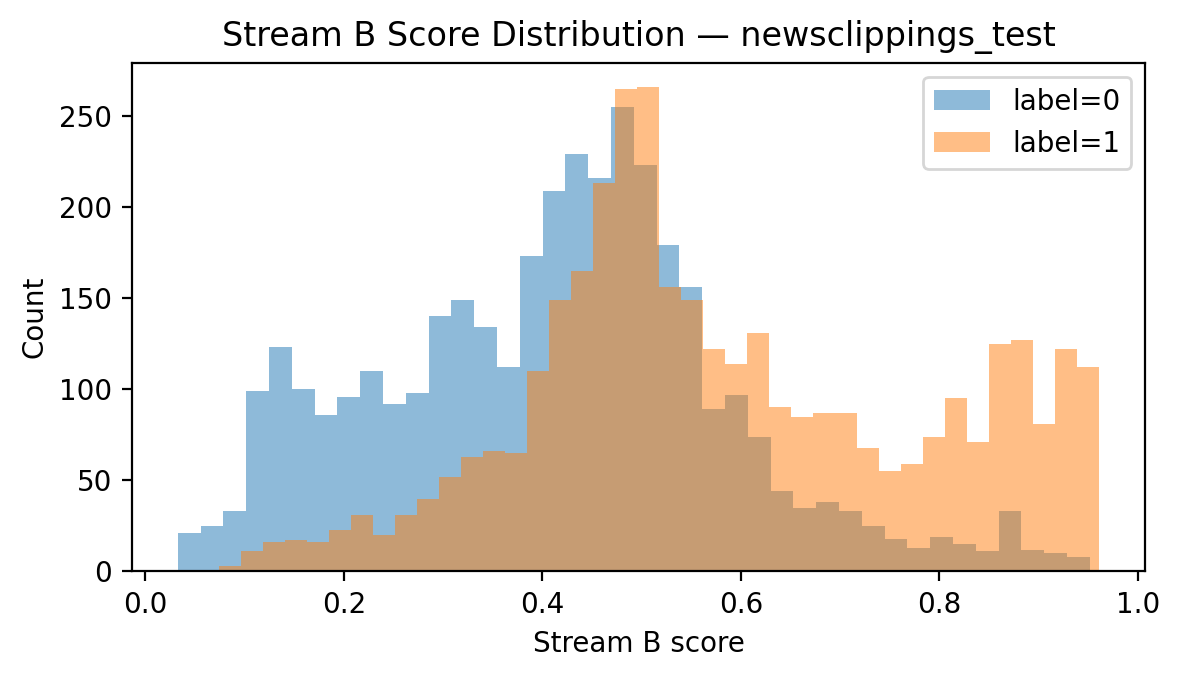 Stream B Score Distribution — newsclippings_test
label=0
label=1
250
200
150
100
50
0
Count
0.0 0.2 0.4 0.6 0.8 1.0
Stream B score